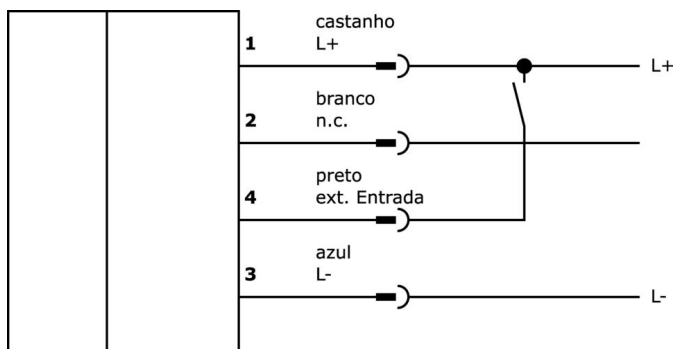 castanho
1 L+
L+
branco
2 n.c.
preto
4 ext. Entrada
azul
3 L-
L-